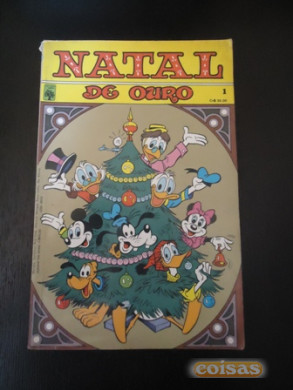 NATAL
DE OURO
1
coisas